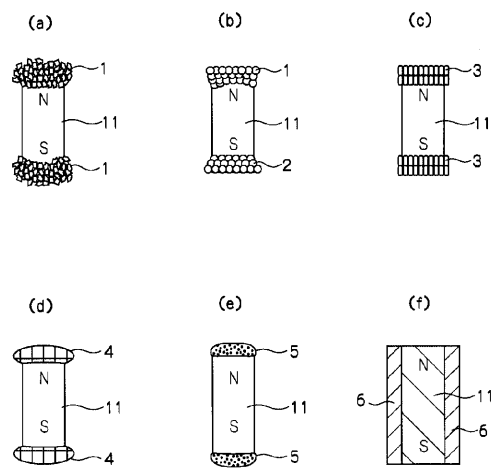 (a) (b) (c)
1 N 11 S 1
1 N 11 S 2
3 N 11 S 3
(d) (e) (f)
4 N 11 S 4
5 N 11 S 5
N 6 11 6 S